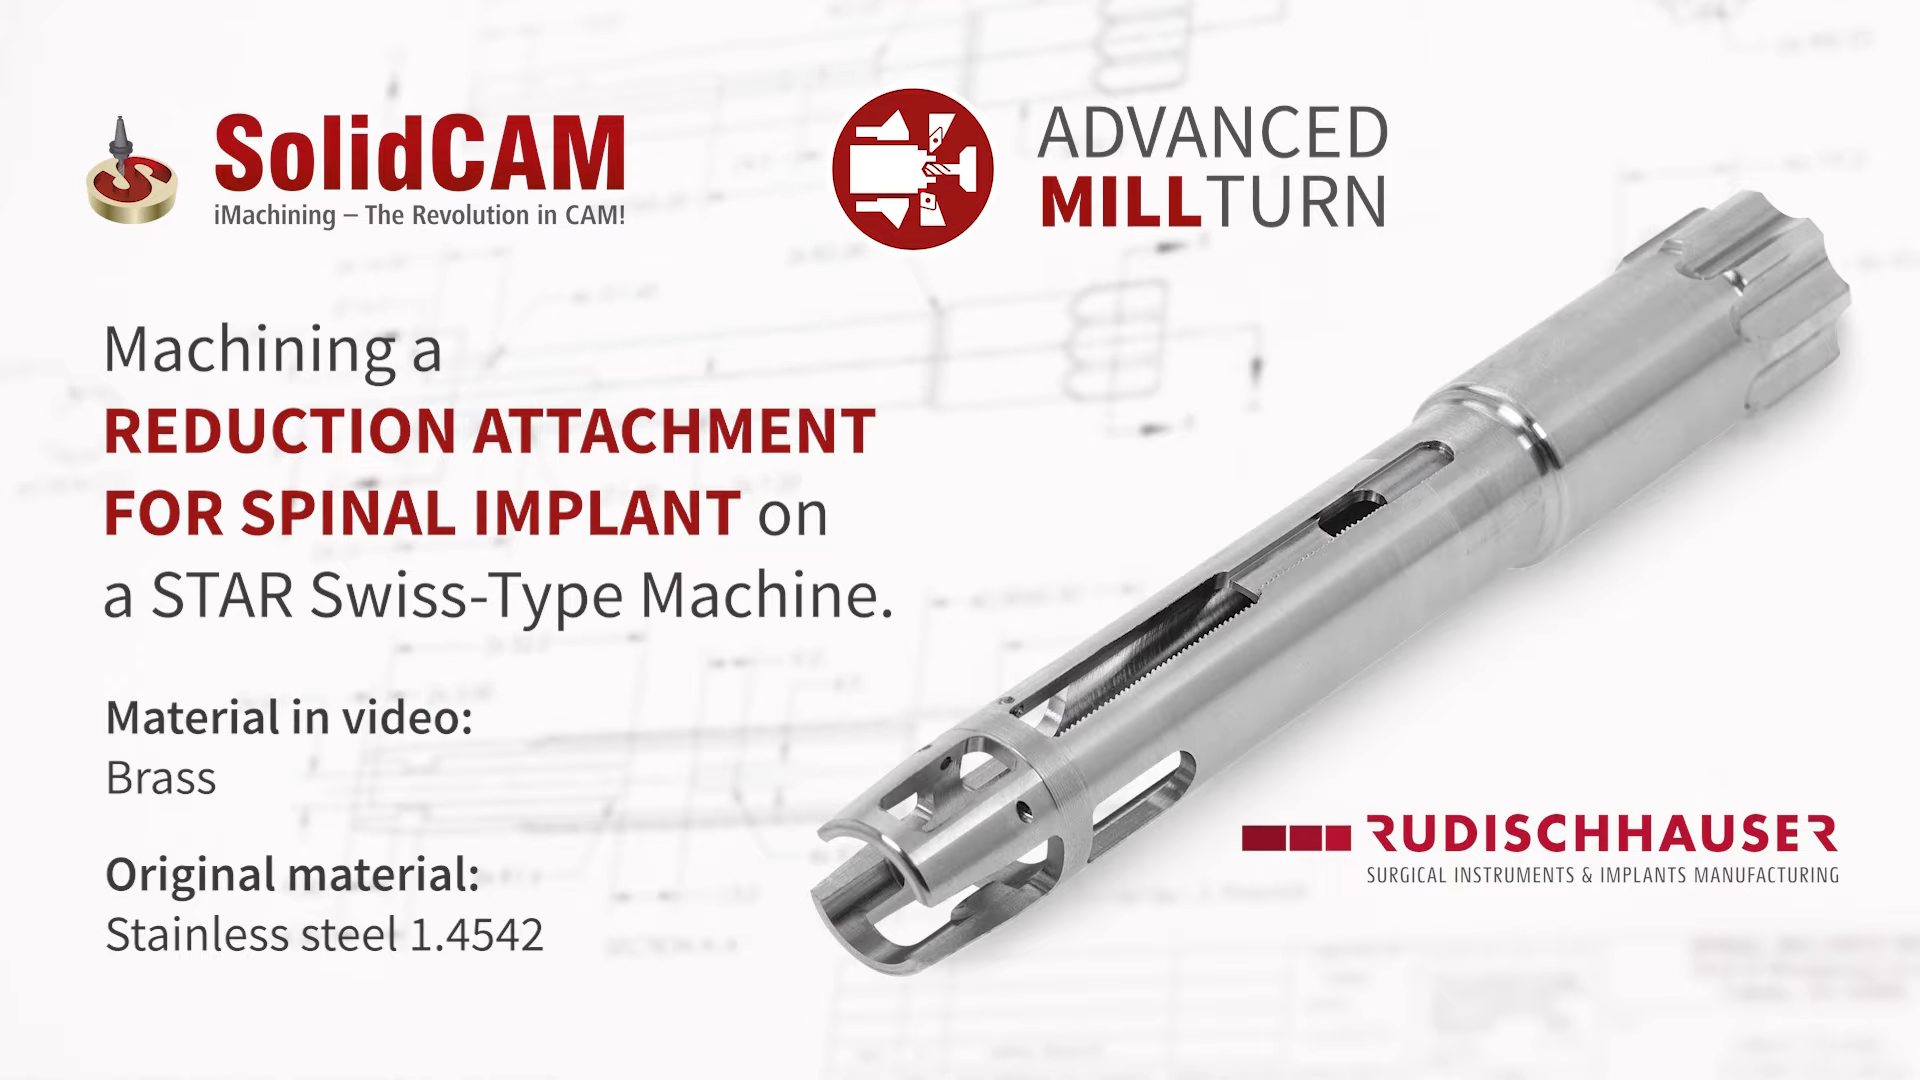 SolidCAM
iMachining – The Revolution in CAM!
ADVANCED
MILLTURN
Machining a
REDUCTION ATTACHMENT
FOR SPINAL IMPLANT on
a STAR Swiss-Type Machine.
Material in video:
Brass
Original material:
Stainless steel 1.4542
RUDISCHHAUSER
SURGICAL INSTRUMENTS & IMPLANTS MANUFACTURING